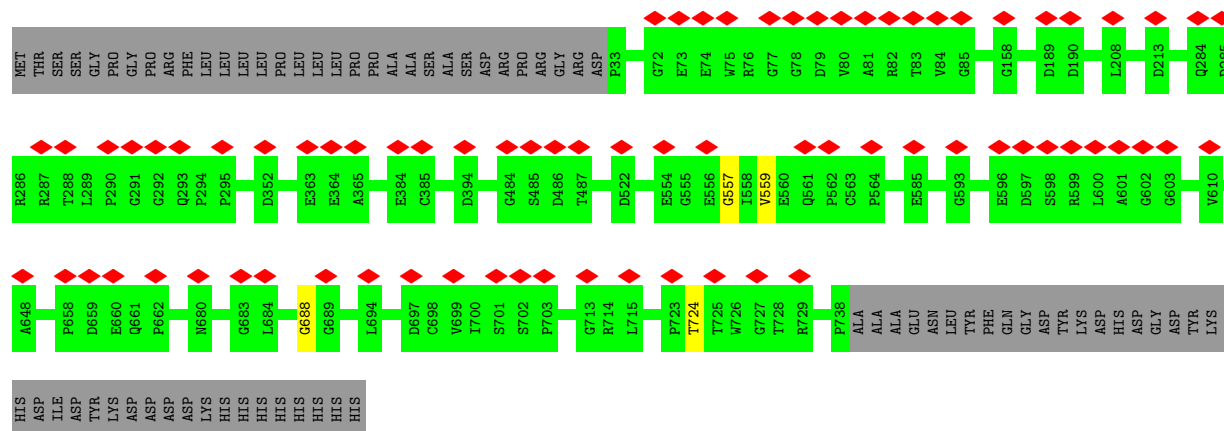 MET THR SER SER GLY PRO GLY PRO ARG PHE LEU LEU LEU LEU LEU PRO LEU LEU LEU PRO PRO ALA ALA SER ALA SER ASP ARG PRO ARG GLY ARG ASP P33 G72 E73 E74 W75 R76 G77 G78 D79 V80 A81 R82 T83 V84 G85 G158 D189 D190 L208 D213 Q284
R286 R287 T288 L289 P290 G291 G292 Q293 P294 P295 D352 E363 E364 A365 E384 C385 D394 G484 S485 D486 T487 D522 E554 G555 E556 G557 I558 V559 E560 Q561 P562 C563 P564 E585 G593 E596 D597 S598 R599 L600 A601 G602 G603 V610
A648 P658 D659 E660 Q661 P662 N680 G683 L684 G688 G689 L694 D697 C698 V699 I700 S701 S702 P703 G713 R714 L715 P723 T724 T725 W726 G727 T728 R729 P738 ALA ALA ALA GLU ASN LEU TYR PHE GLN GLY ASP TYR LYS ASP HIS ASP GLY ASP TYR LYS
HIS ASP ILE ASP TYR LYS ASP ASP ASP ASP LYS HIS HIS HIS HIS HIS HIS HIS HIS